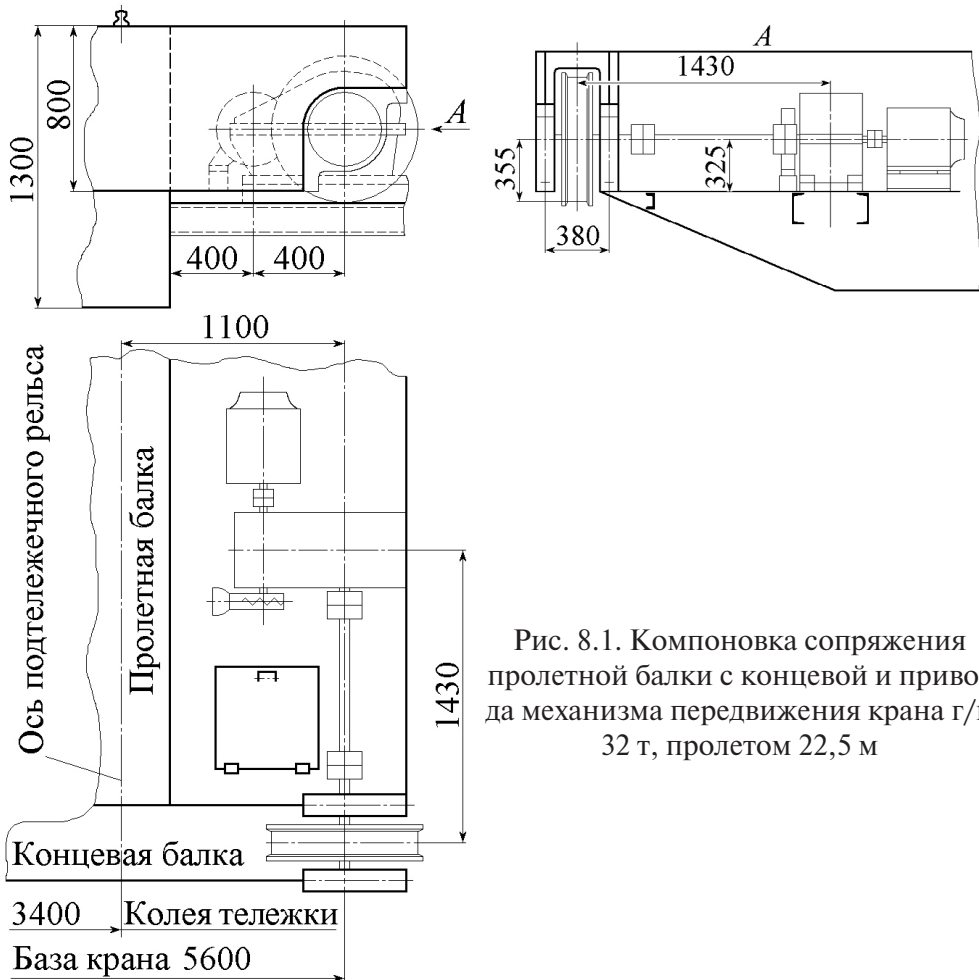 A
1430
800
1300
A
355
325
400
400
380
1100
Ось подтележечного рельса
Пролетная балка
1430
Рис. 8.1. Компоновка сопряжения
пролетной балки с концевой и приво-
да механизма передвижения крана г/п
32 т, пролетом 22,5 м
Концевая балка
3400 Колея тележки
База крана 5600